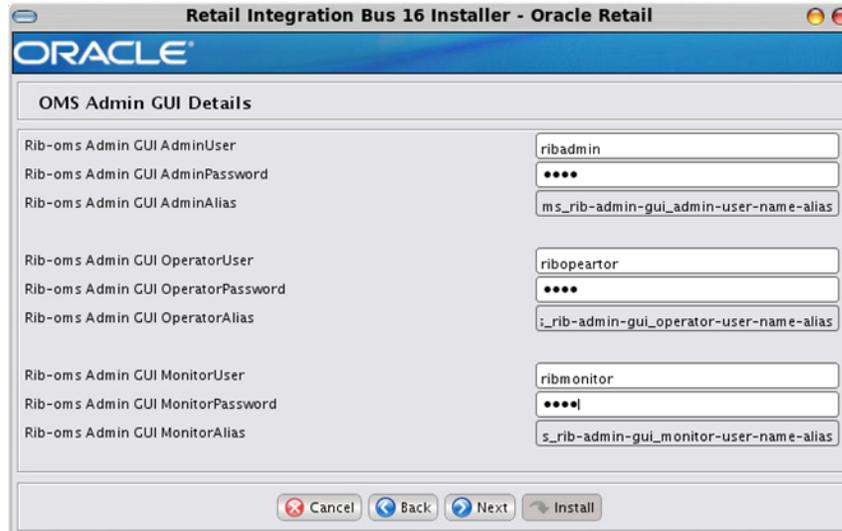 Retail Integration Bus 16 Installer - Oracle Retail
ORACLE®
OMS Admin GUI Details
Rib-oms Admin GUI AdminUser ribadmin
Rib-oms Admin GUI AdminPassword ••••
Rib-oms Admin GUI AdminAlias ms_rib-admin-gui_admin-user-name-alias
Rib-oms Admin GUI OperatorUser ribopeartor
Rib-oms Admin GUI OperatorPassword ••••
Rib-oms Admin GUI OperatorAlias s_rib-admin-gui_operator-user-name-alias
Rib-oms Admin GUI MonitorUser ribmonitor
Rib-oms Admin GUI MonitorPassword ••••
Rib-oms Admin GUI MonitorAlias s_rib-admin-gui_monitor-user-name-alias
Cancel Back Next Install